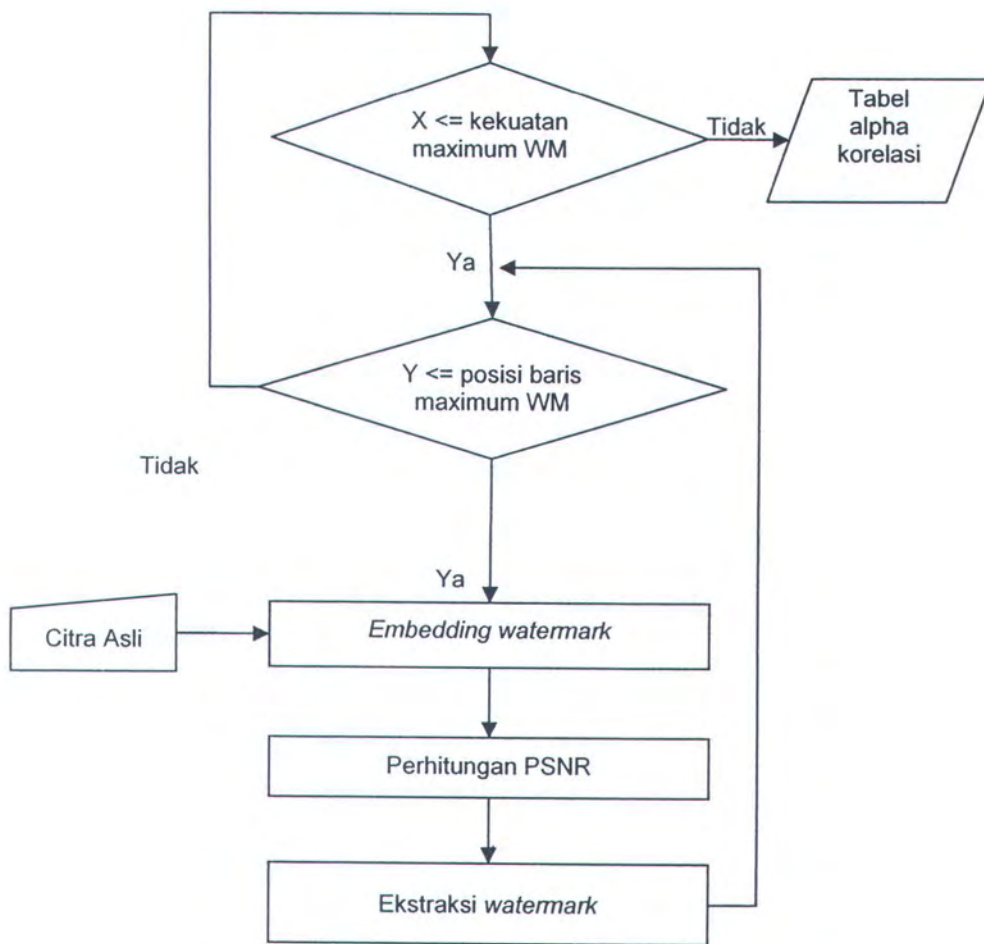 X <= kekuatan
maximum WM
Tidak
Tabel
alpha
korelasi
Ya
Y <= posisi baris
maximum WM
Tidak
Ya
Citra Asli
Embedding watermark
Perhitungan PSNR
Ekstraksi watermark